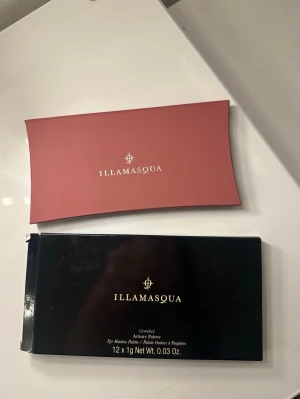 ILLAMASQUA
ILLAMASQUA
Unveiled
Artistry Palette
Eye Shadow Palette / Palette Ombres à Paupières
12 x 1g Net Wt. 0.03 Oz.